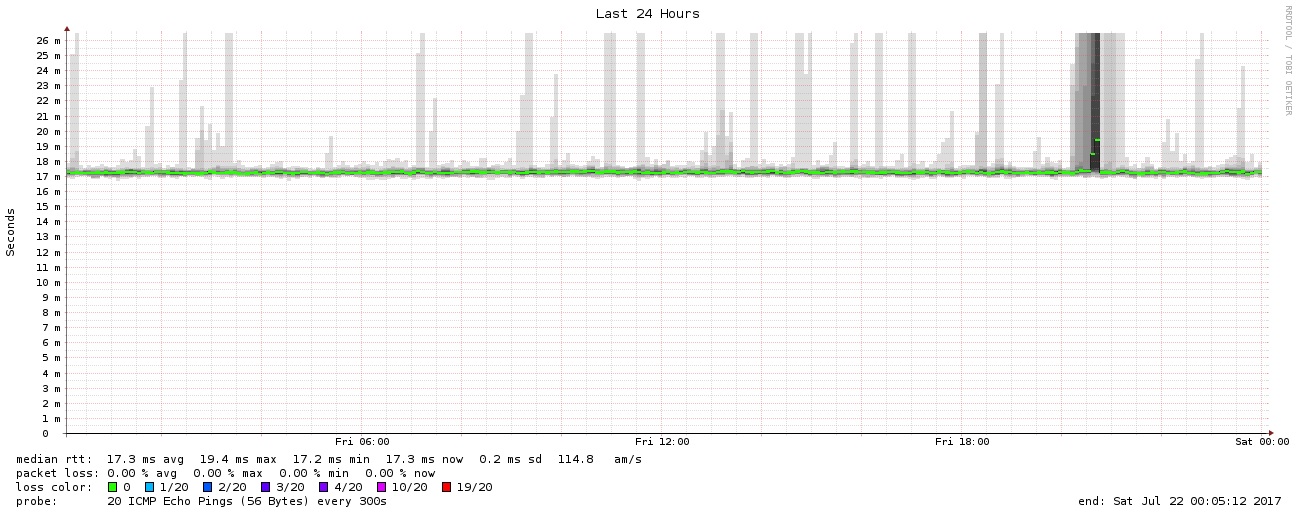 Last 24 Hours
RRDTOOL / TOBI OETIKER
Seconds
26 m
25 m
24 m
23 m
22 m
21 m
20 m
19 m
18 m
17 m
16 m
15 m
14 m
13 m
12 m
11 m
10 m
9 m
8 m
7 m
6 m
5 m
4 m
3 m
2 m
1 m
0
Fri 06:00 Fri 12:00 Fri 18:00 Sat 00:00
median rtt: 17.3 ms avg 19.4 ms max 17.2 ms min 17.3 ms now 0.2 ms sd 114.8 am/s
packet loss: 0.00 % avg 0.00 % max 0.00 % min 0.00 % now
loss color: 0 1/20 2/20 3/20 4/20 10/20 19/20
probe: 20 ICMP Echo Pings (56 Bytes) every 300s end: Sat Jul 22 00:05:12 2017